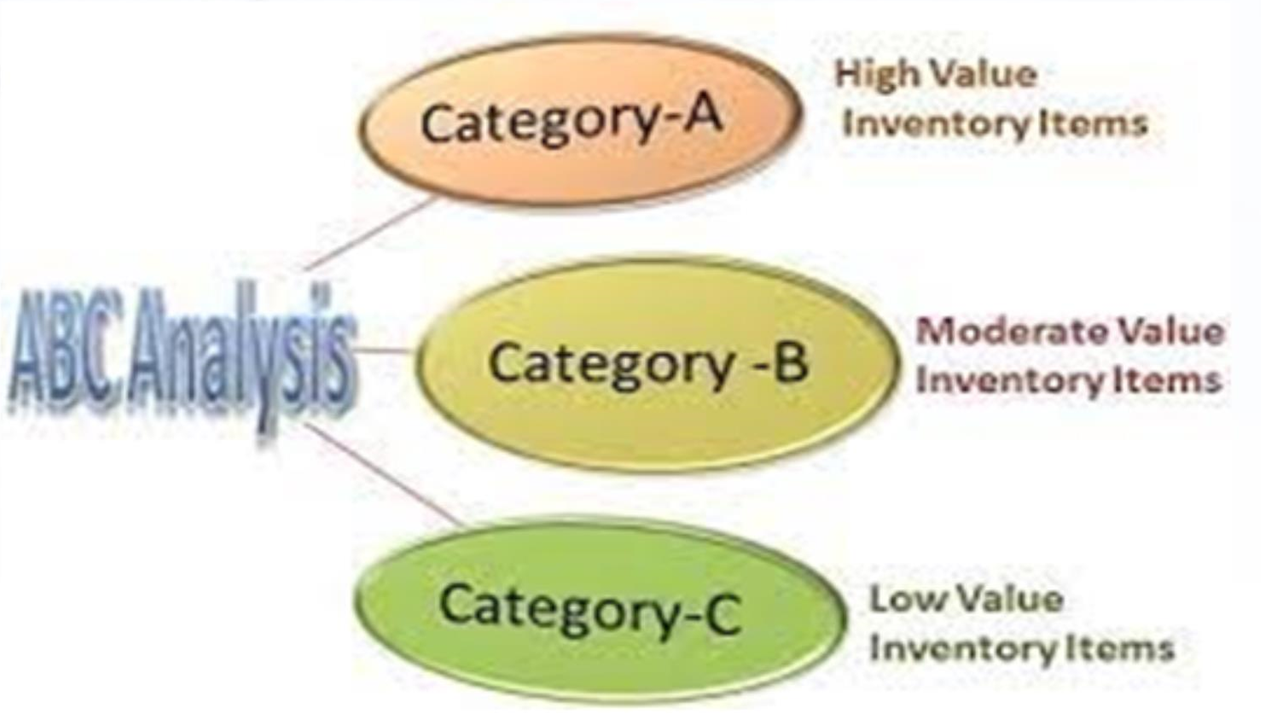 Category-A
High Value
Inventory Items
ABC Analysis
Category -B
Moderate Value
Inventory Items
Category-C
Low Value
Inventory Items